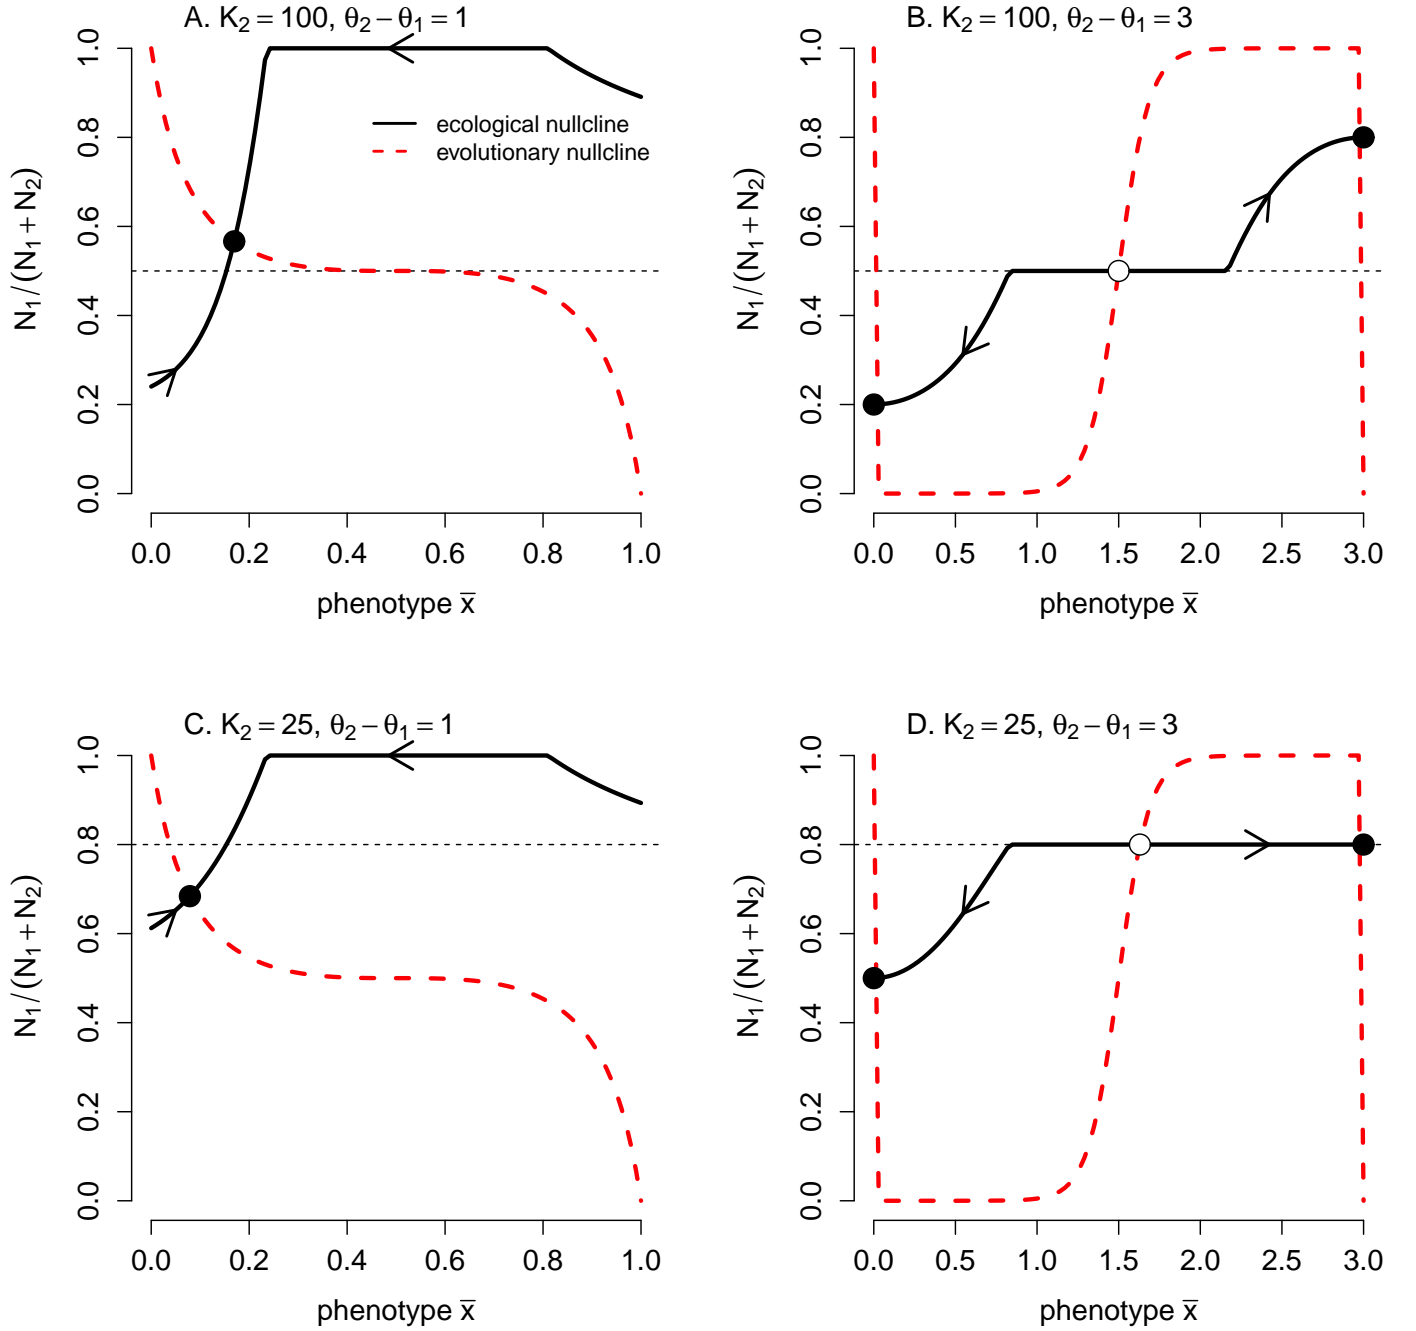 A. K₂ = 100, θ₂ − θ₁ = 1
N₁/(N₁ + N₂)
1.0
0.8
0.6
0.4
0.2
0.0
ecological nullcline
evolutionary nullcline
0.0 0.2 0.4 0.6 0.8 1.0
phenotype x̄
B. K₂ = 100, θ₂ − θ₁ = 3
N₁/(N₁ + N₂)
1.0
0.8
0.6
0.4
0.2
0.0
0.0 0.5 1.0 1.5 2.0 2.5 3.0
phenotype x̄
C. K₂ = 25, θ₂ − θ₁ = 1
N₁/(N₁ + N₂)
1.0
0.8
0.6
0.4
0.2
0.0
0.0 0.2 0.4 0.6 0.8 1.0
phenotype x̄
D. K₂ = 25, θ₂ − θ₁ = 3
N₁/(N₁ + N₂)
1.0
0.8
0.6
0.4
0.2
0.0
0.0 0.5 1.0 1.5 2.0 2.5 3.0
phenotype x̄